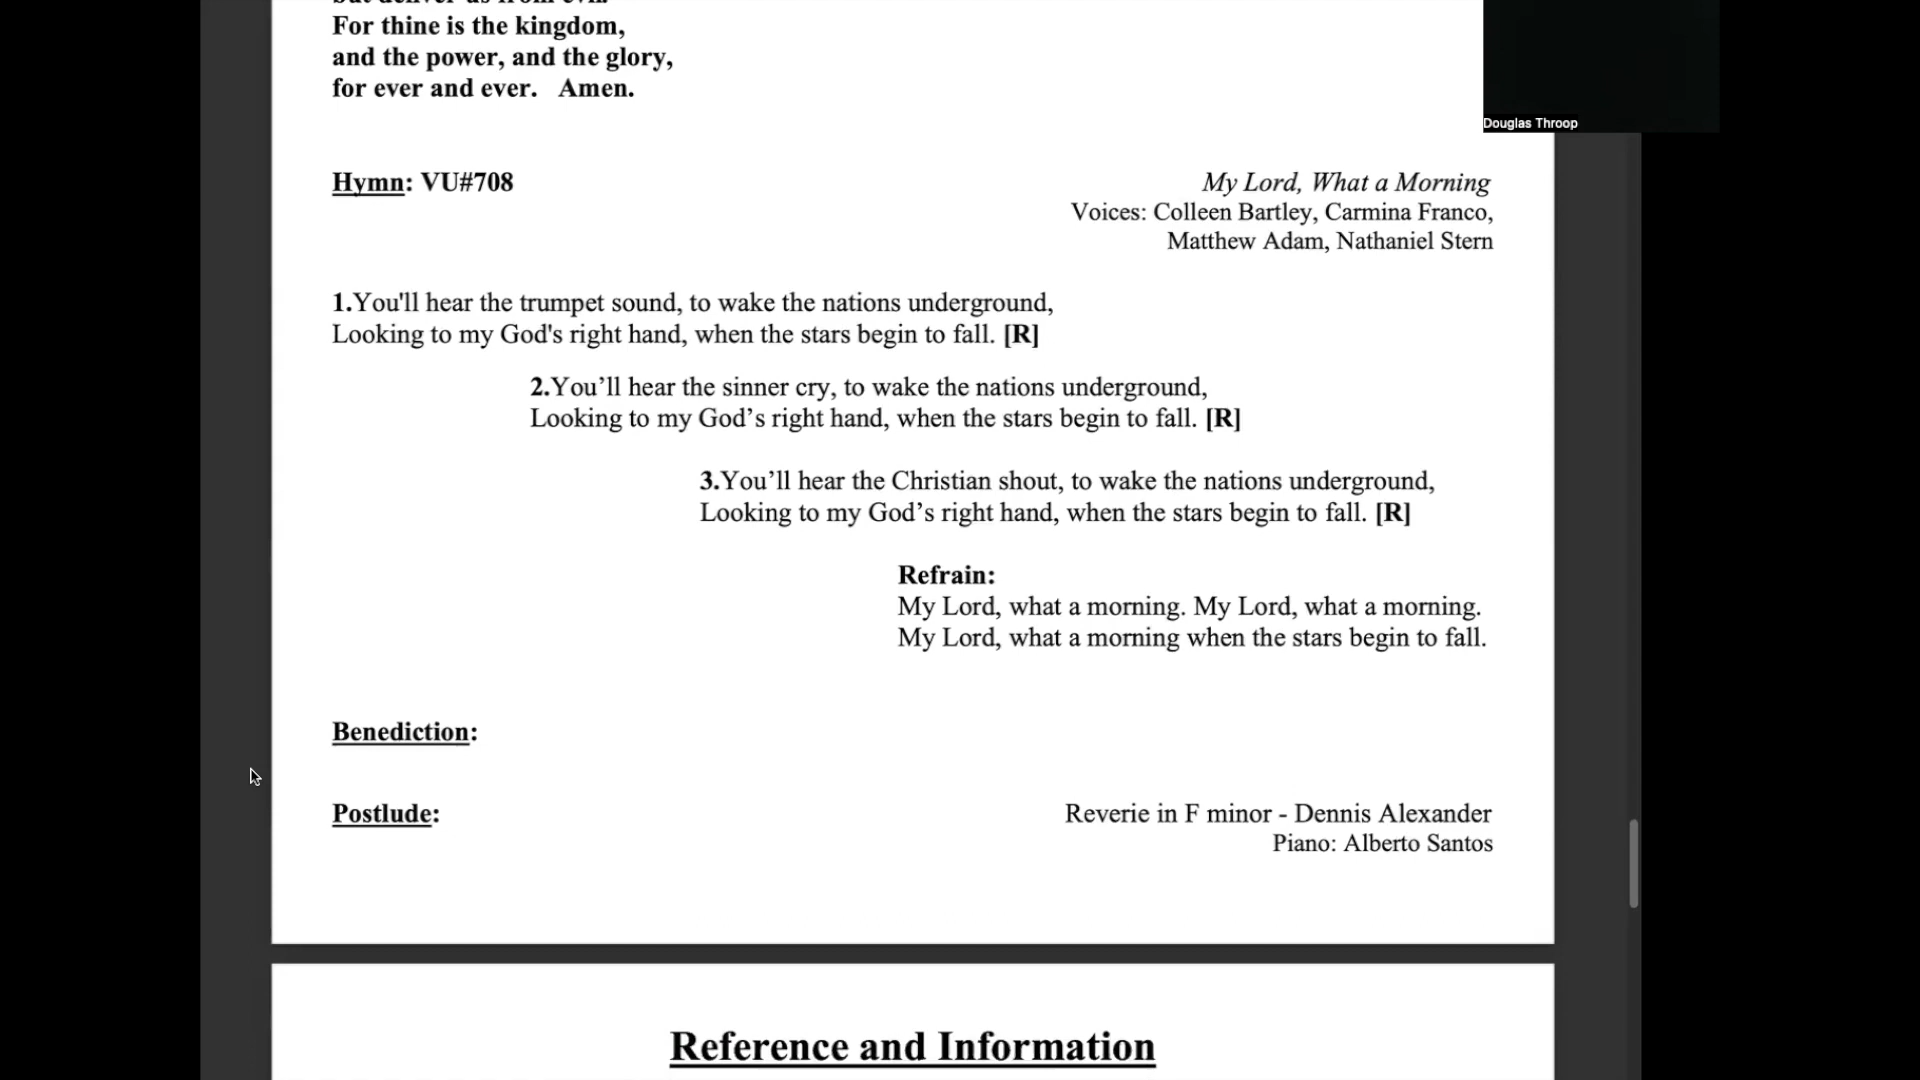 but deliver us from evil.
For thine is the kingdom,
and the power, and the glory,
for ever and ever. Amen.
Douglas Throop
Hymn: VU#708
My Lord, What a Morning
Voices: Colleen Bartley, Carmina Franco,
Matthew Adam, Nathaniel Stern
1.You'll hear the trumpet sound, to wake the nations underground,
Looking to my God's right hand, when the stars begin to fall. [R]
2.You’ll hear the sinner cry, to wake the nations underground,
Looking to my God’s right hand, when the stars begin to fall. [R]
3.You’ll hear the Christian shout, to wake the nations underground,
Looking to my God’s right hand, when the stars begin to fall. [R]
Refrain:
My Lord, what a morning. My Lord, what a morning.
My Lord, what a morning when the stars begin to fall.
Benediction:
Postlude:
Reverie in F minor - Dennis Alexander
Piano: Alberto Santos
Reference and Information